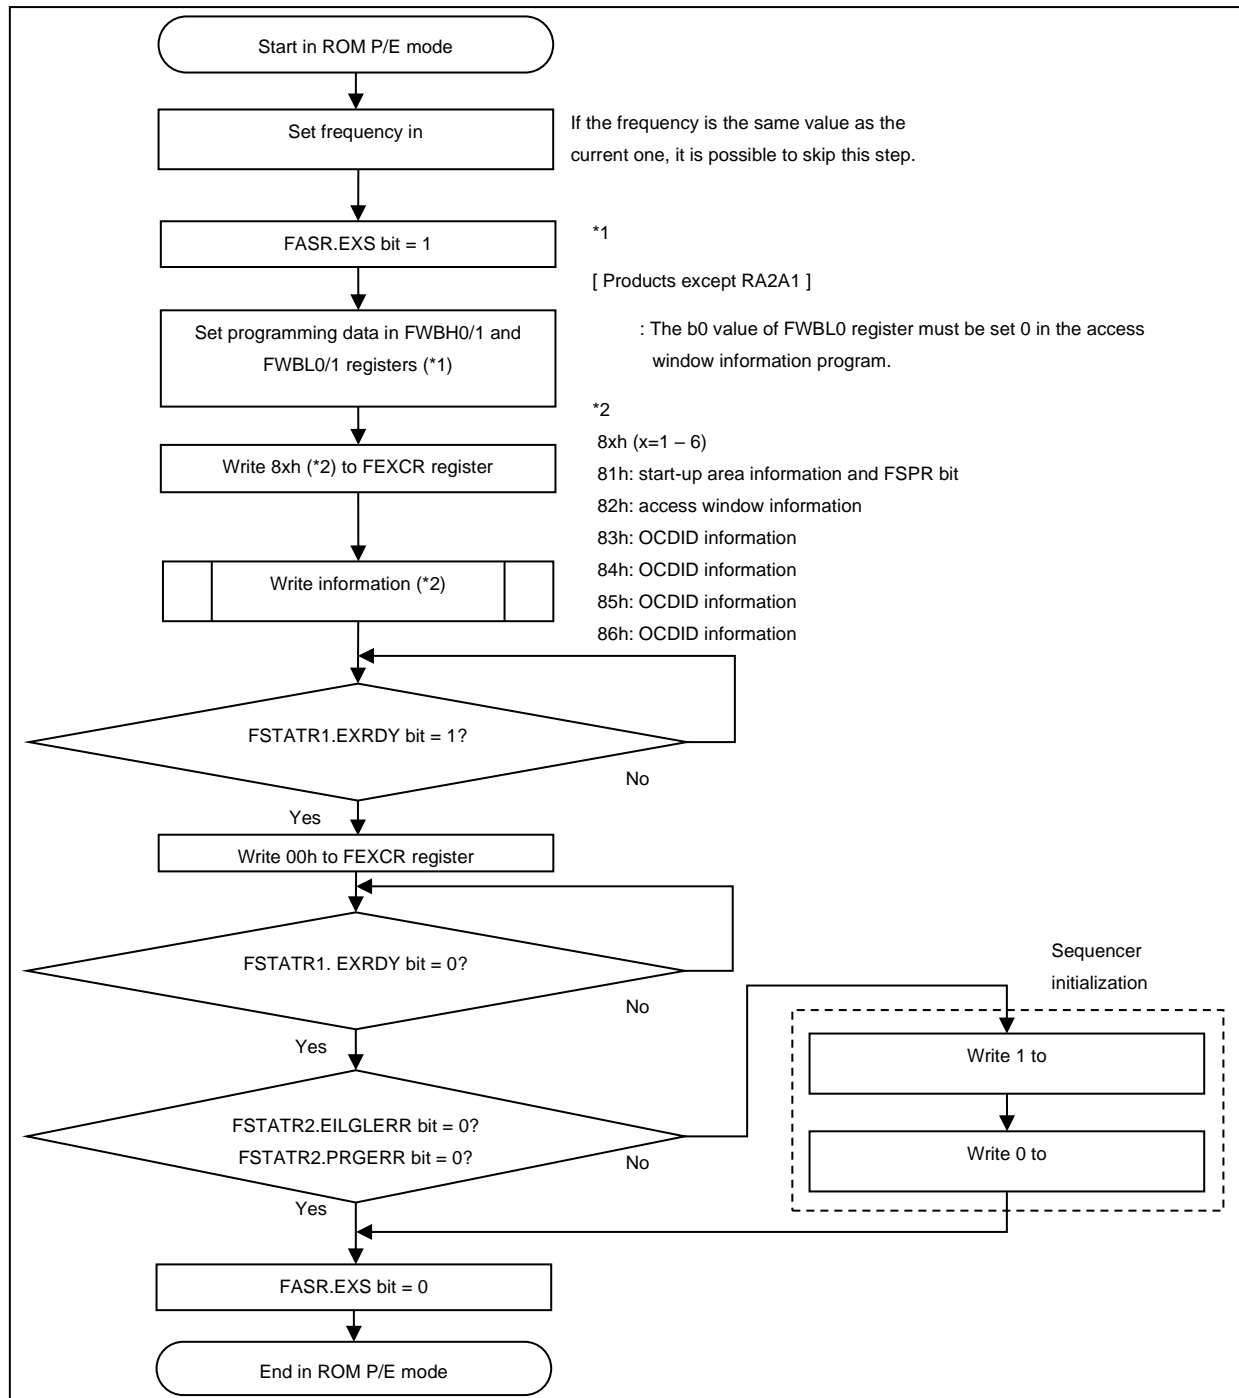 Start in ROM P/E mode
Set frequency in
If the frequency is the same value as the
current one, it is possible to skip this step.
FASR.EXS bit = 1
*1
[ Products except RA2A1 ]
Set programming data in FWBH0/1 and
FWBL0/1 registers (*1)
: The b0 value of FWBL0 register must be set 0 in the access
window information program.
*2
8xh (x=1 – 6)
Write 8xh (*2) to FEXCR register
81h: start-up area information and FSPR bit
82h: access window information
83h: OCDID information
84h: OCDID information
85h: OCDID information
86h: OCDID information
Write information (*2)
FSTATR1.EXRDY bit = 1?
No
Yes
Write 00h to FEXCR register
FSTATR1. EXRDY bit = 0?
No
Yes
Sequencer
initialization
Write 1 to
Write 0 to
FSTATR2.EILGLERR bit = 0?
FSTATR2.PRGERR bit = 0?
No
Yes
FASR.EXS bit = 0
End in ROM P/E mode